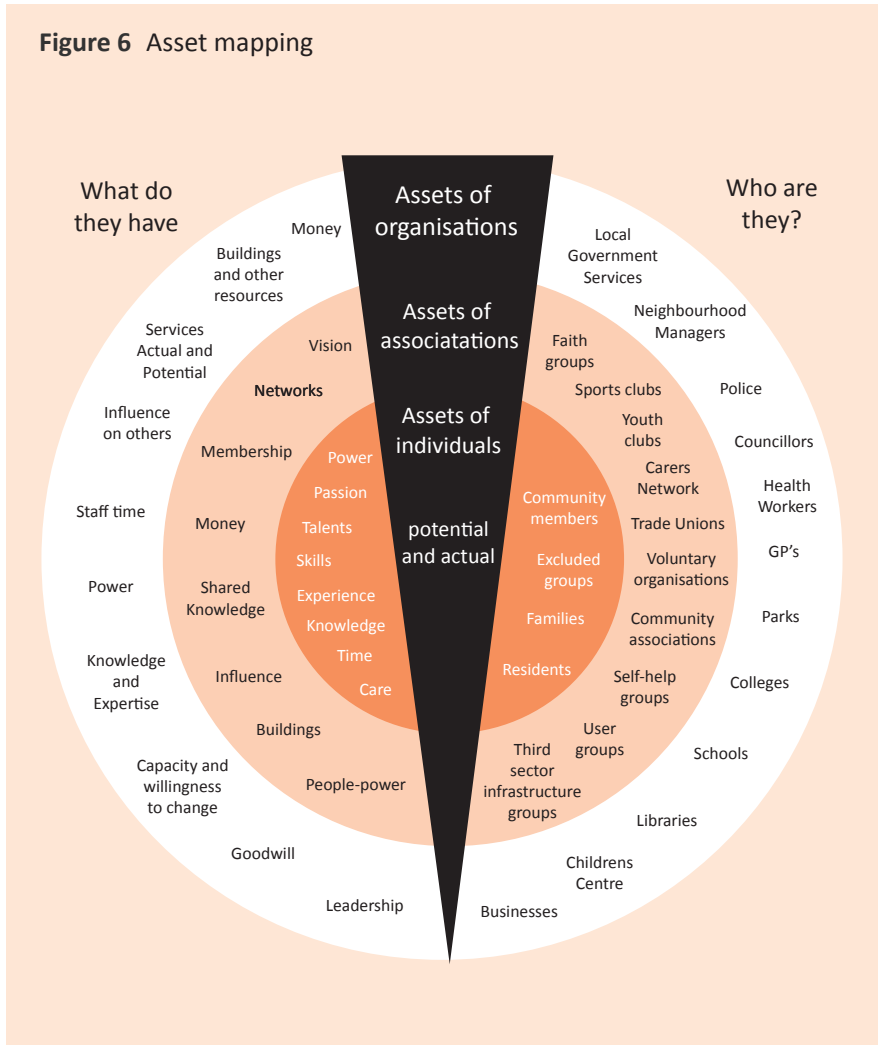 Figure 6 Asset mapping
What do
they have
Who are
they?
Assets of
organisations
Assets of
associatations
Assets of
individuals
potential
and actual
Money
Buildings
and other
resources
Services
Actual and
Potential
Influence
on others
Staff time
Power
Knowledge
and
Expertise
Capacity and
willingness
to change
Goodwill
Leadership
Vision
Networks
Membership
Money
Shared
Knowledge
Influence
Buildings
People-power
Power
Passion
Talents
Skills
Experience
Knowledge
Time
Care
Community
members
Excluded
groups
Families
Residents
Faith
groups
Sports clubs
Youth
clubs
Carers
Network
Trade Unions
Voluntary
organisations
Community
associations
Self-help
groups
User
groups
Third
sector
infrastructure
groups
Local
Government
Services
Neighbourhood
Managers
Police
Councillors
Health
Workers
GP's
Parks
Colleges
Schools
Libraries
Childrens
Centre
Businesses